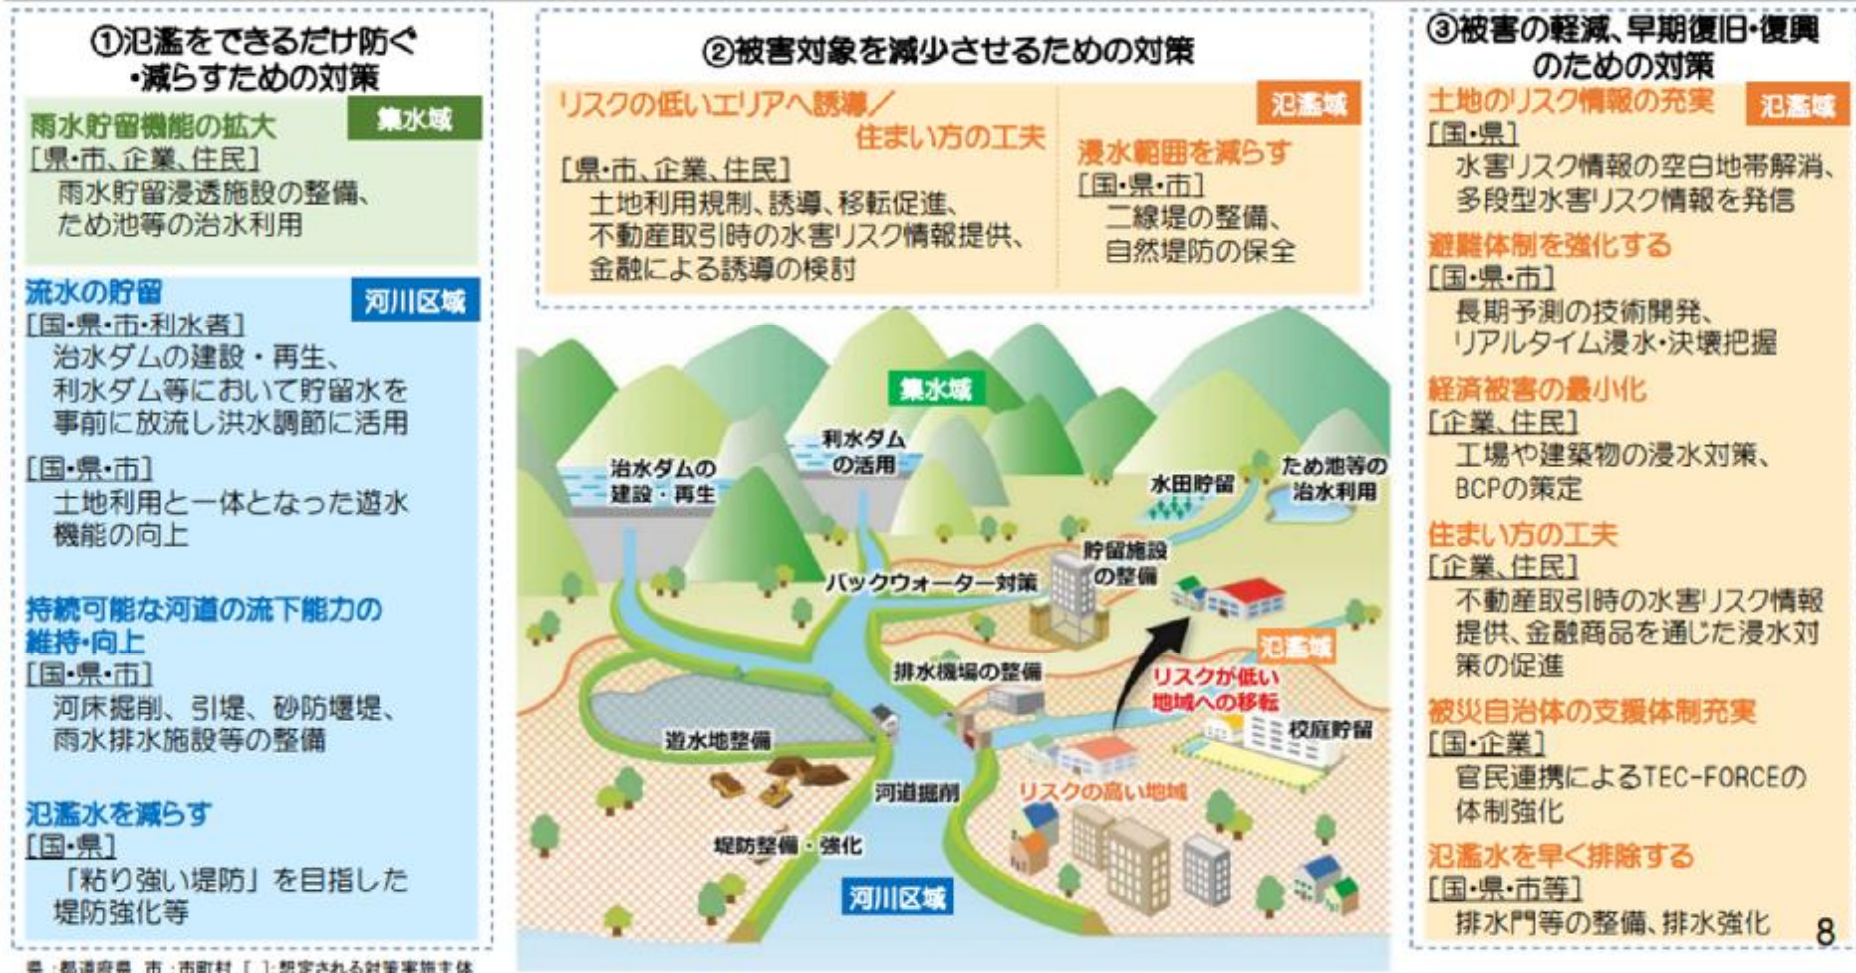 ①氾濫をできるだけ防ぐ
・減らすための対策
集水域
雨水貯留機能の拡大
[県・市、企業、住民]
雨水貯留浸透施設の整備、
ため池等の治水利用
河川区域
流水の貯留
[国・県・市・利水者]
治水ダムの建設・再生、
利水ダム等において貯留水を
事前に放流し洪水調節に活用
[国・県・市]
土地利用と一体となった遊水
機能の向上
持続可能な河道の流下能力の
維持・向上
[国・県・市]
河床掘削、引堤、砂防堰堤、
雨水排水施設等の整備
氾濫水を減らす
[国・県]
「粘り強い堤防」を目指した
堤防強化等
県：都道府県 市：市町村 [ ]：想定される対策実施主体
②被害対象を減少させるための対策
リスクの低いエリアへ誘導／
住まい方の工夫
[県・市、企業、住民]
土地利用規制、誘導、移転促進、
不動産取引時の水害リスク情報提供、
金融による誘導の検討
氾濫域
浸水範囲を減らす
[国・県・市]
二線堤の整備、
自然堤防の保全
集水域
利水ダム
の活用
治水ダムの
建設・再生
水田貯留
ため池等の
治水利用
貯留施設
の整備
バックウォーター対策
氾濫域
排水機場の整備
リスクが低い
地域への移転
遊水地整備
校庭貯留
河道掘削
リスクの高い地域
堤防整備・強化
河川区域
③被害の軽減、早期復旧・復興
のための対策
土地のリスク情報の充実
氾濫域
[国・県]
水害リスク情報の空白地帯解消、
多段型水害リスク情報を発信
避難体制を強化する
[国・県・市]
長期予測の技術開発、
リアルタイム浸水・決壊把握
経済被害の最小化
[企業、住民]
工場や建築物の浸水対策、
BCPの策定
住まい方の工夫
[企業、住民]
不動産取引時の水害リスク情報
提供、金融商品を通じた浸水対
策の促進
被災自治体の支援体制充実
[国・企業]
官民連携によるTEC-FORCEの
体制強化
氾濫水を早く排除する
[国・県・市等]
排水門等の整備、排水強化
8